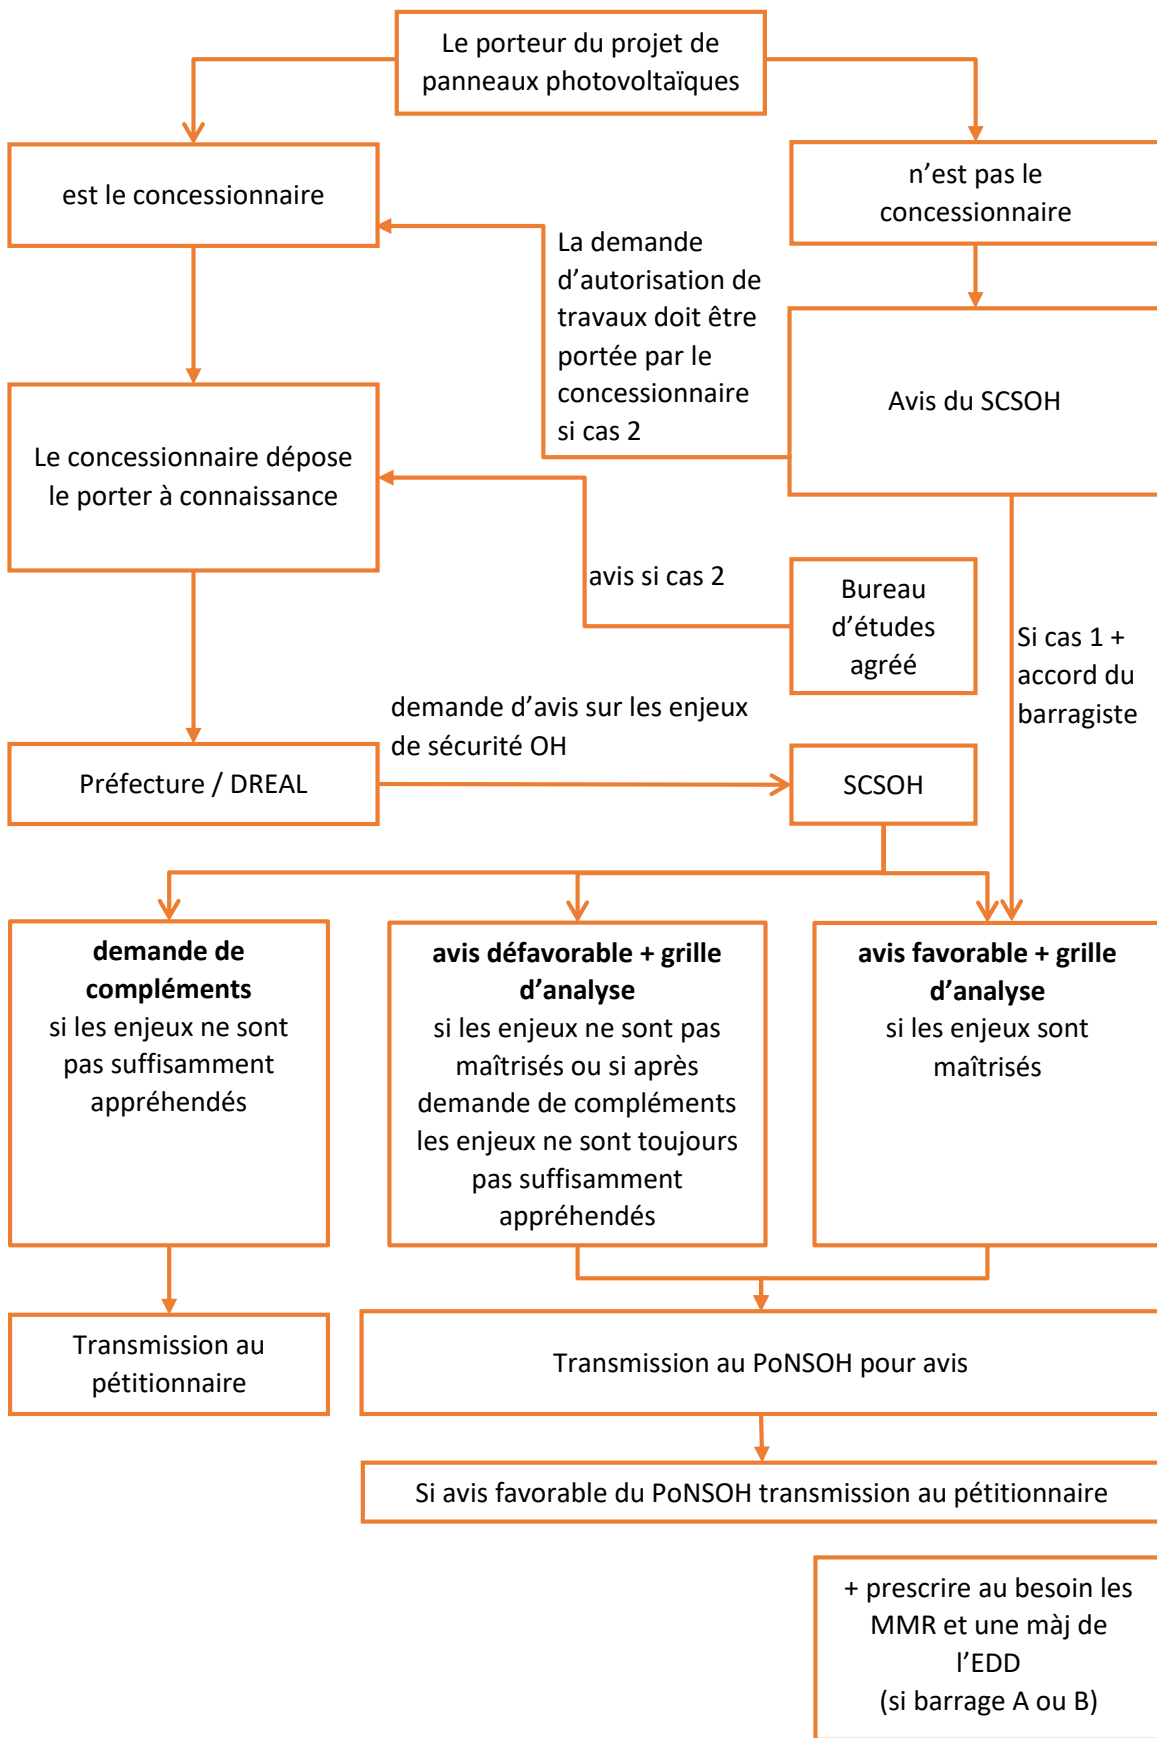 Le porteur du projet de
panneaux photovoltaïques
est le concessionnaire
n’est pas le
concessionnaire
La demande
d’autorisation de
travaux doit être
portée par le
concessionnaire
si cas 2
Avis du SCSOH
Le concessionnaire dépose
le porter à connaissance
avis si cas 2
Bureau
d’études
agréé
Si cas 1 +
accord du
barragiste
demande d’avis sur les enjeux
de sécurité OH
Préfecture / DREAL
SCSOH
demande de
compléments
si les enjeux ne sont
pas suffisamment
appréhendés
avis défavorable + grille
d’analyse
si les enjeux ne sont pas
maîtrisés ou si après
demande de compléments
les enjeux ne sont toujours
pas suffisamment
appréhendés
avis favorable + grille
d’analyse
si les enjeux sont
maîtrisés
Transmission au
pétitionnaire
Transmission au PoNSOH pour avis
Si avis favorable du PoNSOH transmission au pétitionnaire
+ prescrire au besoin les
MMR et une màj de
l’EDD
(si barrage A ou B)